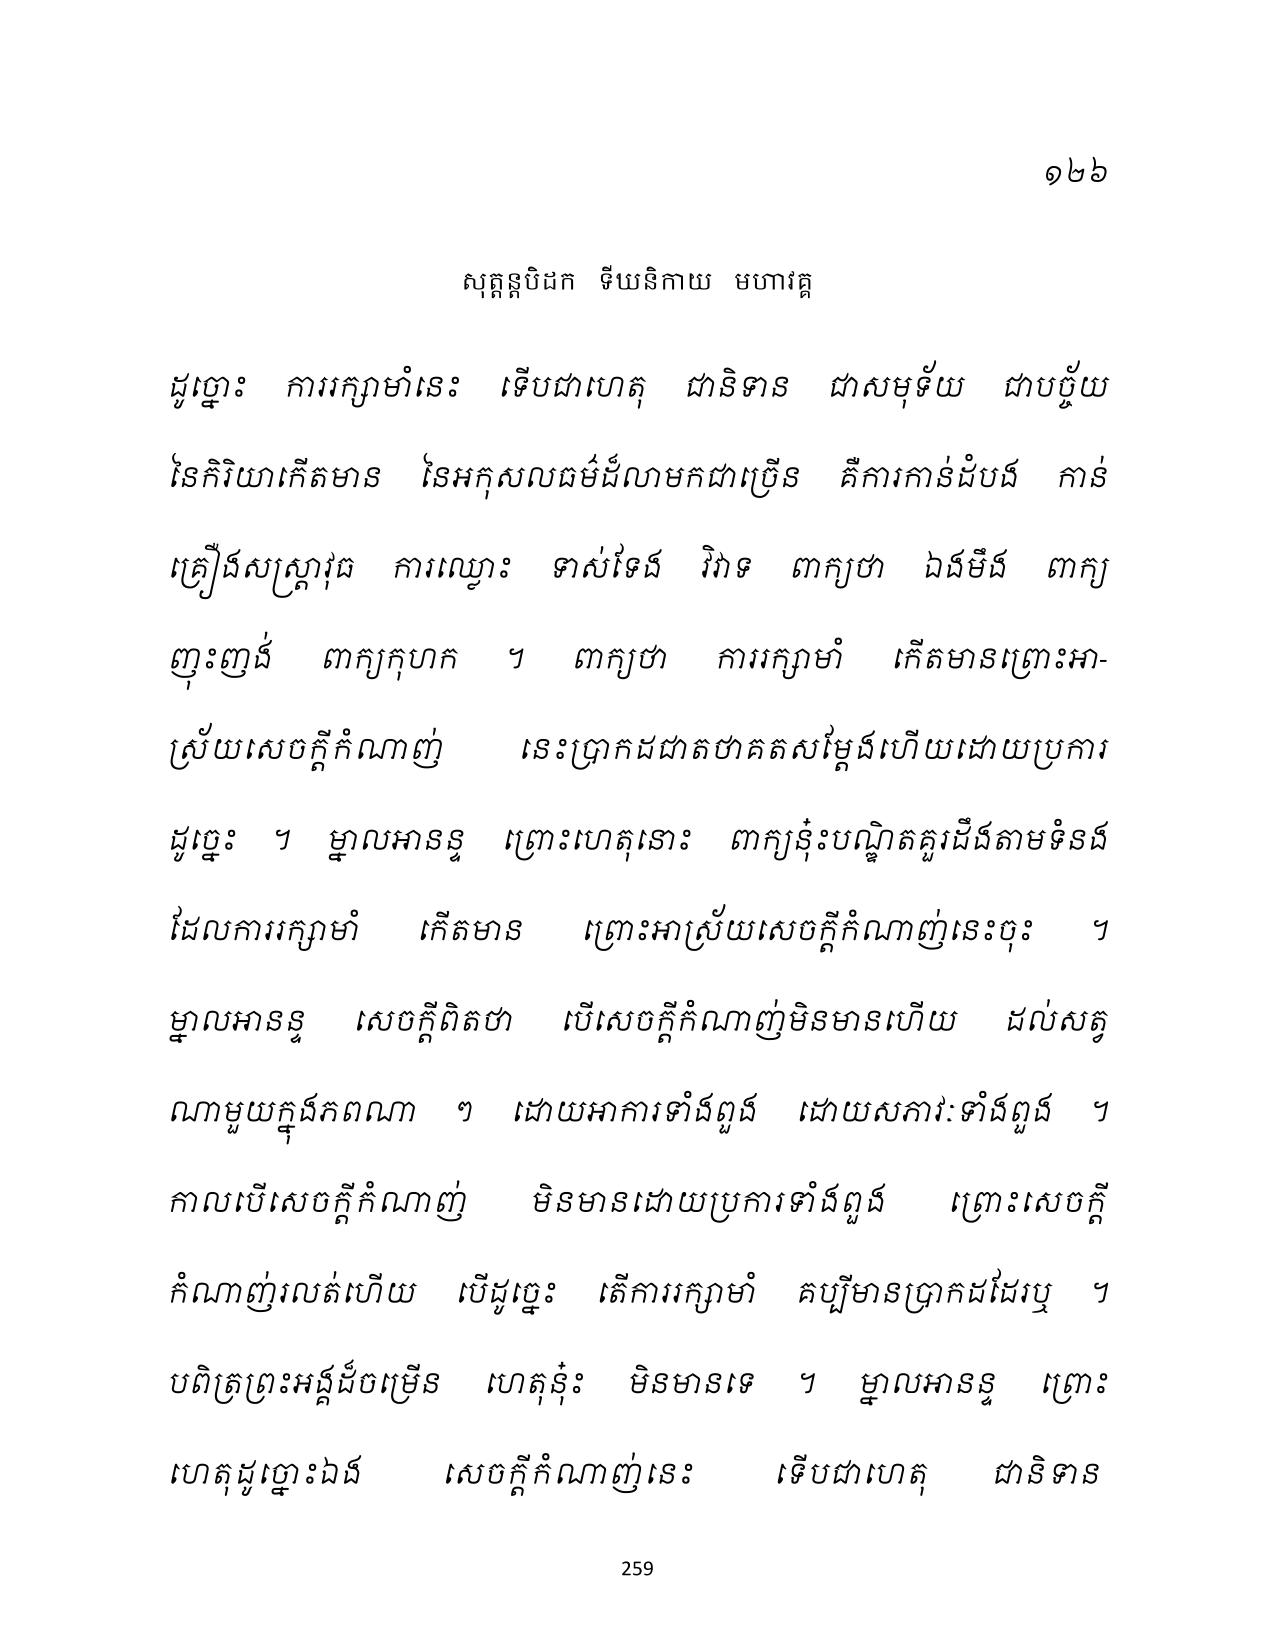 ១២៦
សុត្តន្តបិដក ទីឃនិកាយ មហាវគ្គ
ដូច្នោះ ការរក្សាមាំនេះ ទើបជាហេតុ ជានិទាន ជាសមុទ័យ ជាបច្ច័យ
នៃកិរិយាកើតមាន នៃអកុសលធម៌ដ៏លាមកជាច្រើន គឺការកាន់ដំបង កាន់
គ្រឿងសស្ត្រាវុធ ការឈ្លោះ ទាស់ទែង វិវាទ ពាក្យថា ឯងមឹង ពាក្យ
ញុះញង់ ពាក្យកុហក ។ ពាក្យថា ការរក្សាមាំ កើតមានព្រោះអា-
ស្រ័យសេចក្តីកំណាញ់ នេះប្រាកដជាតថាគតសម្តែងហើយដោយប្រការ
ដូច្នេះ ។ ម្នាលអានន្ទ ព្រោះហេតុនោះ ពាក្យនុ៎ះបណ្ឌិតគួរដឹងតាមទំនង
ដែលការរក្សាមាំ កើតមាន ព្រោះអាស្រ័យសេចក្តីកំណាញ់នេះចុះ ។
ម្នាលអានន្ទ សេចក្តីពិតថា បើសេចក្តីកំណាញ់មិនមានហើយ ដល់សត្វ
ណាមួយក្នុងភពណា ៗ ដោយអាការទាំងពួង ដោយសភាវៈទាំងពួង ។
កាលបើសេចក្តីកំណាញ់ មិនមានដោយប្រការទាំងពួង ព្រោះសេចក្តី
កំណាញ់រលត់ហើយ បើដូច្នេះ តើការរក្សាមាំ គប្បីមានប្រាកដដែរឬ ។
បពិត្រព្រះអង្គដ៏ចម្រើន ហេតុនុ៎ះ មិនមានទេ ។ ម្នាលអានន្ទ ព្រោះ
ហេតុដូច្នោះឯង សេចក្តីកំណាញ់នេះ ទើបជាហេតុ ជានិទាន
259